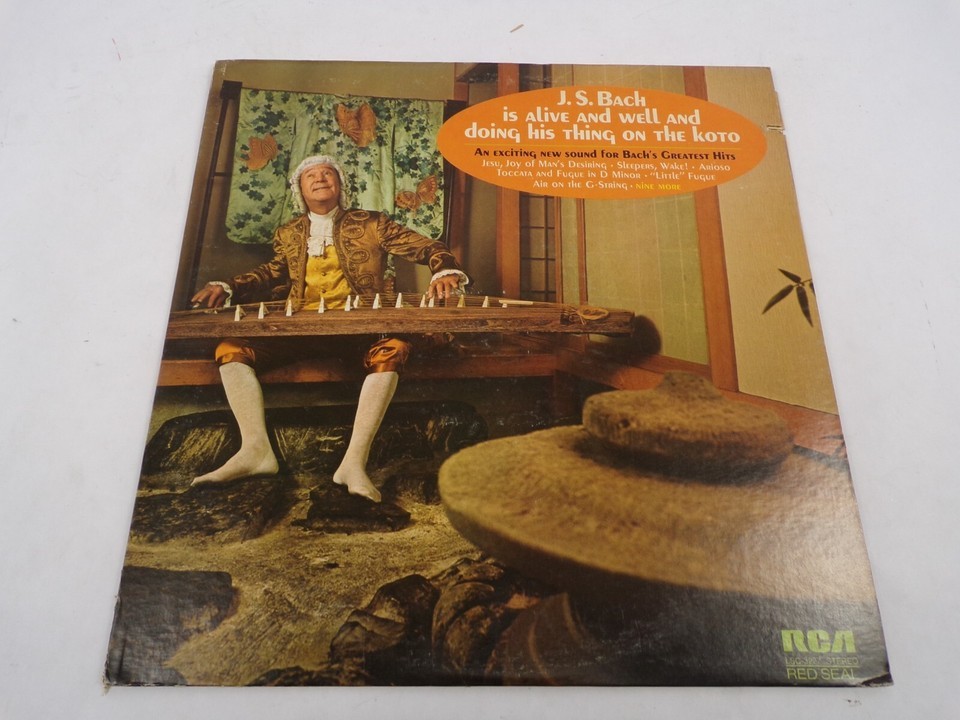 J. S. Bach
is alive and well and
doing his thing on the koto
An exciting new sound for Bach's Greatest Hits
Jesu, Joy of Man's Desiring • Sleepers, Wake! • Arioso
Toccata and Fugue in D Minor • "Little" Fugue
Air on the G-String • nine more
RCA
STEREO
RED SEAL